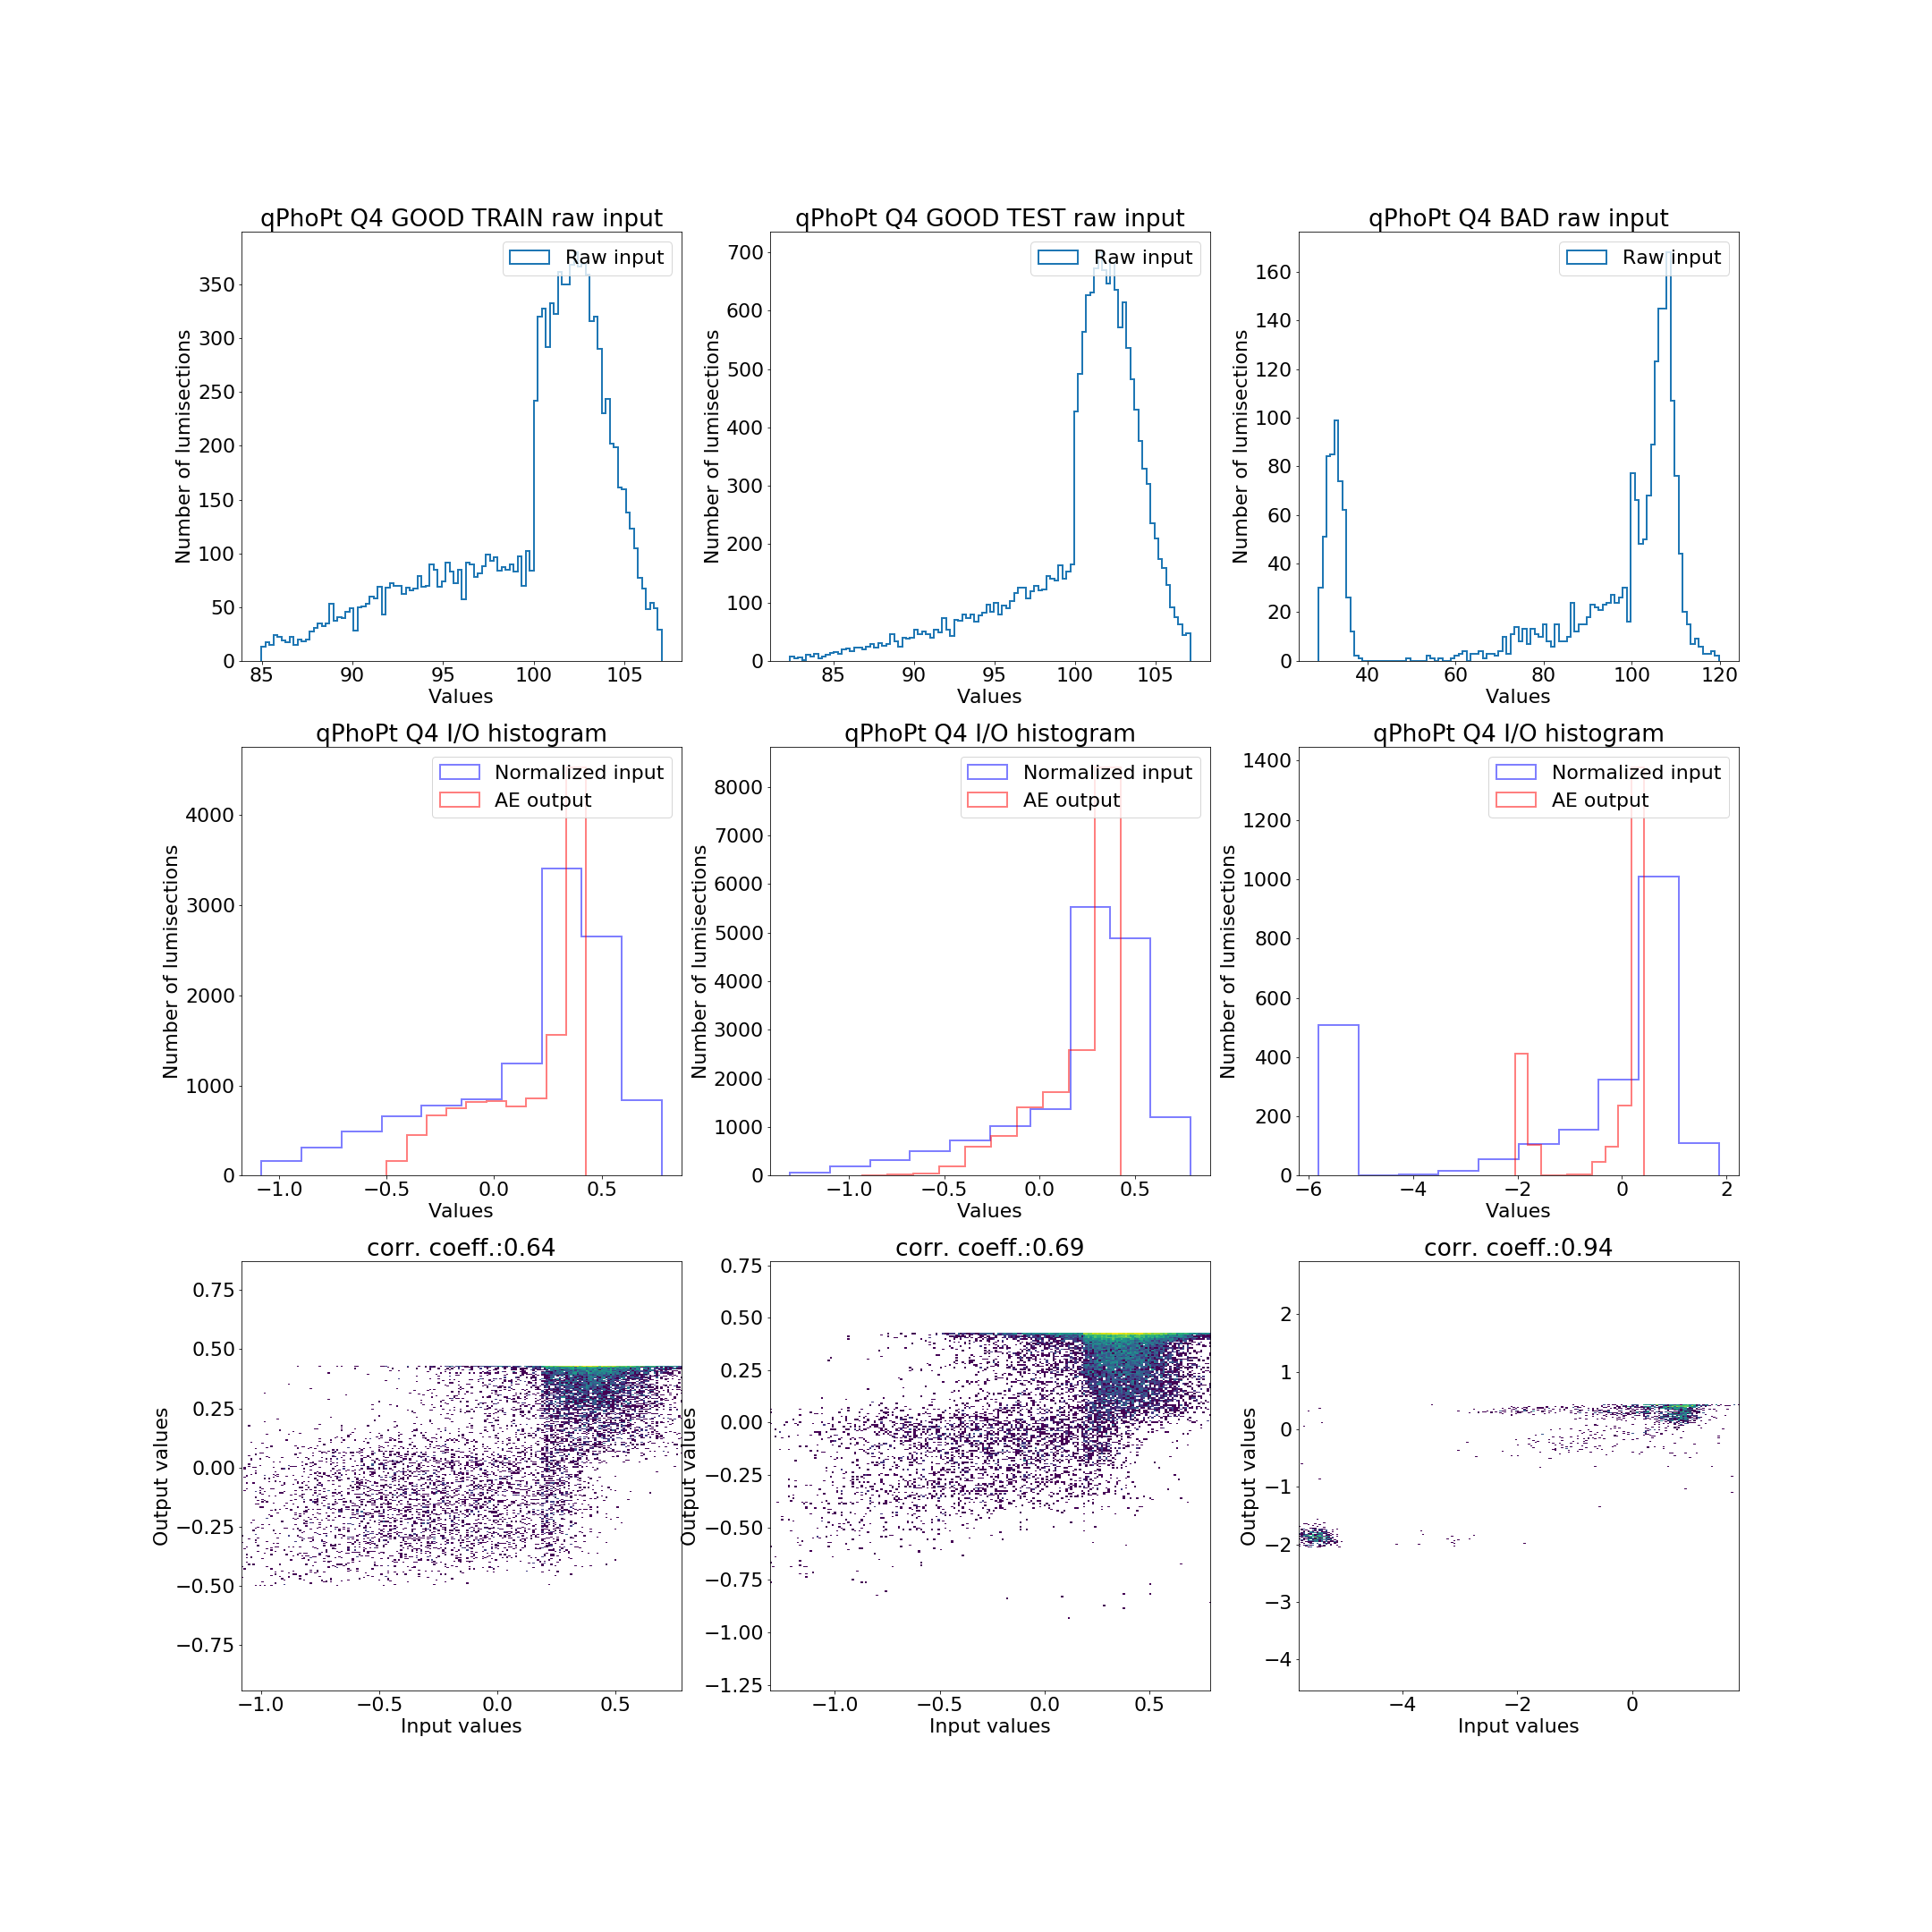 qPhoPt Q4 GOOD TRAIN raw input
Raw input
Number of lumisections
350
300
250
200
150
100
50
0
85 90 95 100 105
Values
qPhoPt Q4 GOOD TEST raw input
Raw input
Number of lumisections
700
600
500
400
300
200
100
0
85 90 95 100 105
Values
qPhoPt Q4 BAD raw input
Raw input
Number of lumisections
160
140
120
100
80
60
40
20
0
40 60 80 100 120
Values
qPhoPt Q4 I/O histogram
Normalized input
AE output
Number of lumisections
4000
3000
2000
1000
0
−1.0 −0.5 0.0 0.5
Values
qPhoPt Q4 I/O histogram
Normalized input
AE output
Number of lumisections
8000
7000
6000
5000
4000
3000
2000
1000
0
−1.0 −0.5 0.0 0.5
Values
qPhoPt Q4 I/O histogram
Normalized input
AE output
Number of lumisections
1400
1200
1000
800
600
400
200
0
−6 −4 −2 0 2
Values
corr. coeff.:0.64
Output values
0.75
0.50
0.25
0.00
−0.25
−0.50
−0.75
−1.0 −0.5 0.0 0.5
Input values
corr. coeff.:0.69
Output values
0.75
0.50
0.25
0.00
−0.25
−0.50
−0.75
−1.00
−1.25
−1.0 −0.5 0.0 0.5
Input values
corr. coeff.:0.94
Output values
2
1
0
−1
−2
−3
−4
−4 −2 0
Input values